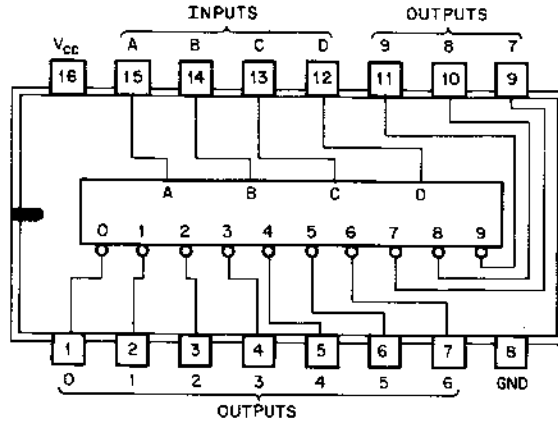 INPUTS OUTPUTS
V_CC A B C D 9 8 7
16 15 14 13 12 11 10 9
A B C D
0 1 2 3 4 5 6 7 8 9
1 2 3 4 5 6 7 8
0 1 2 3 4 5 6 GND
OUTPUTS